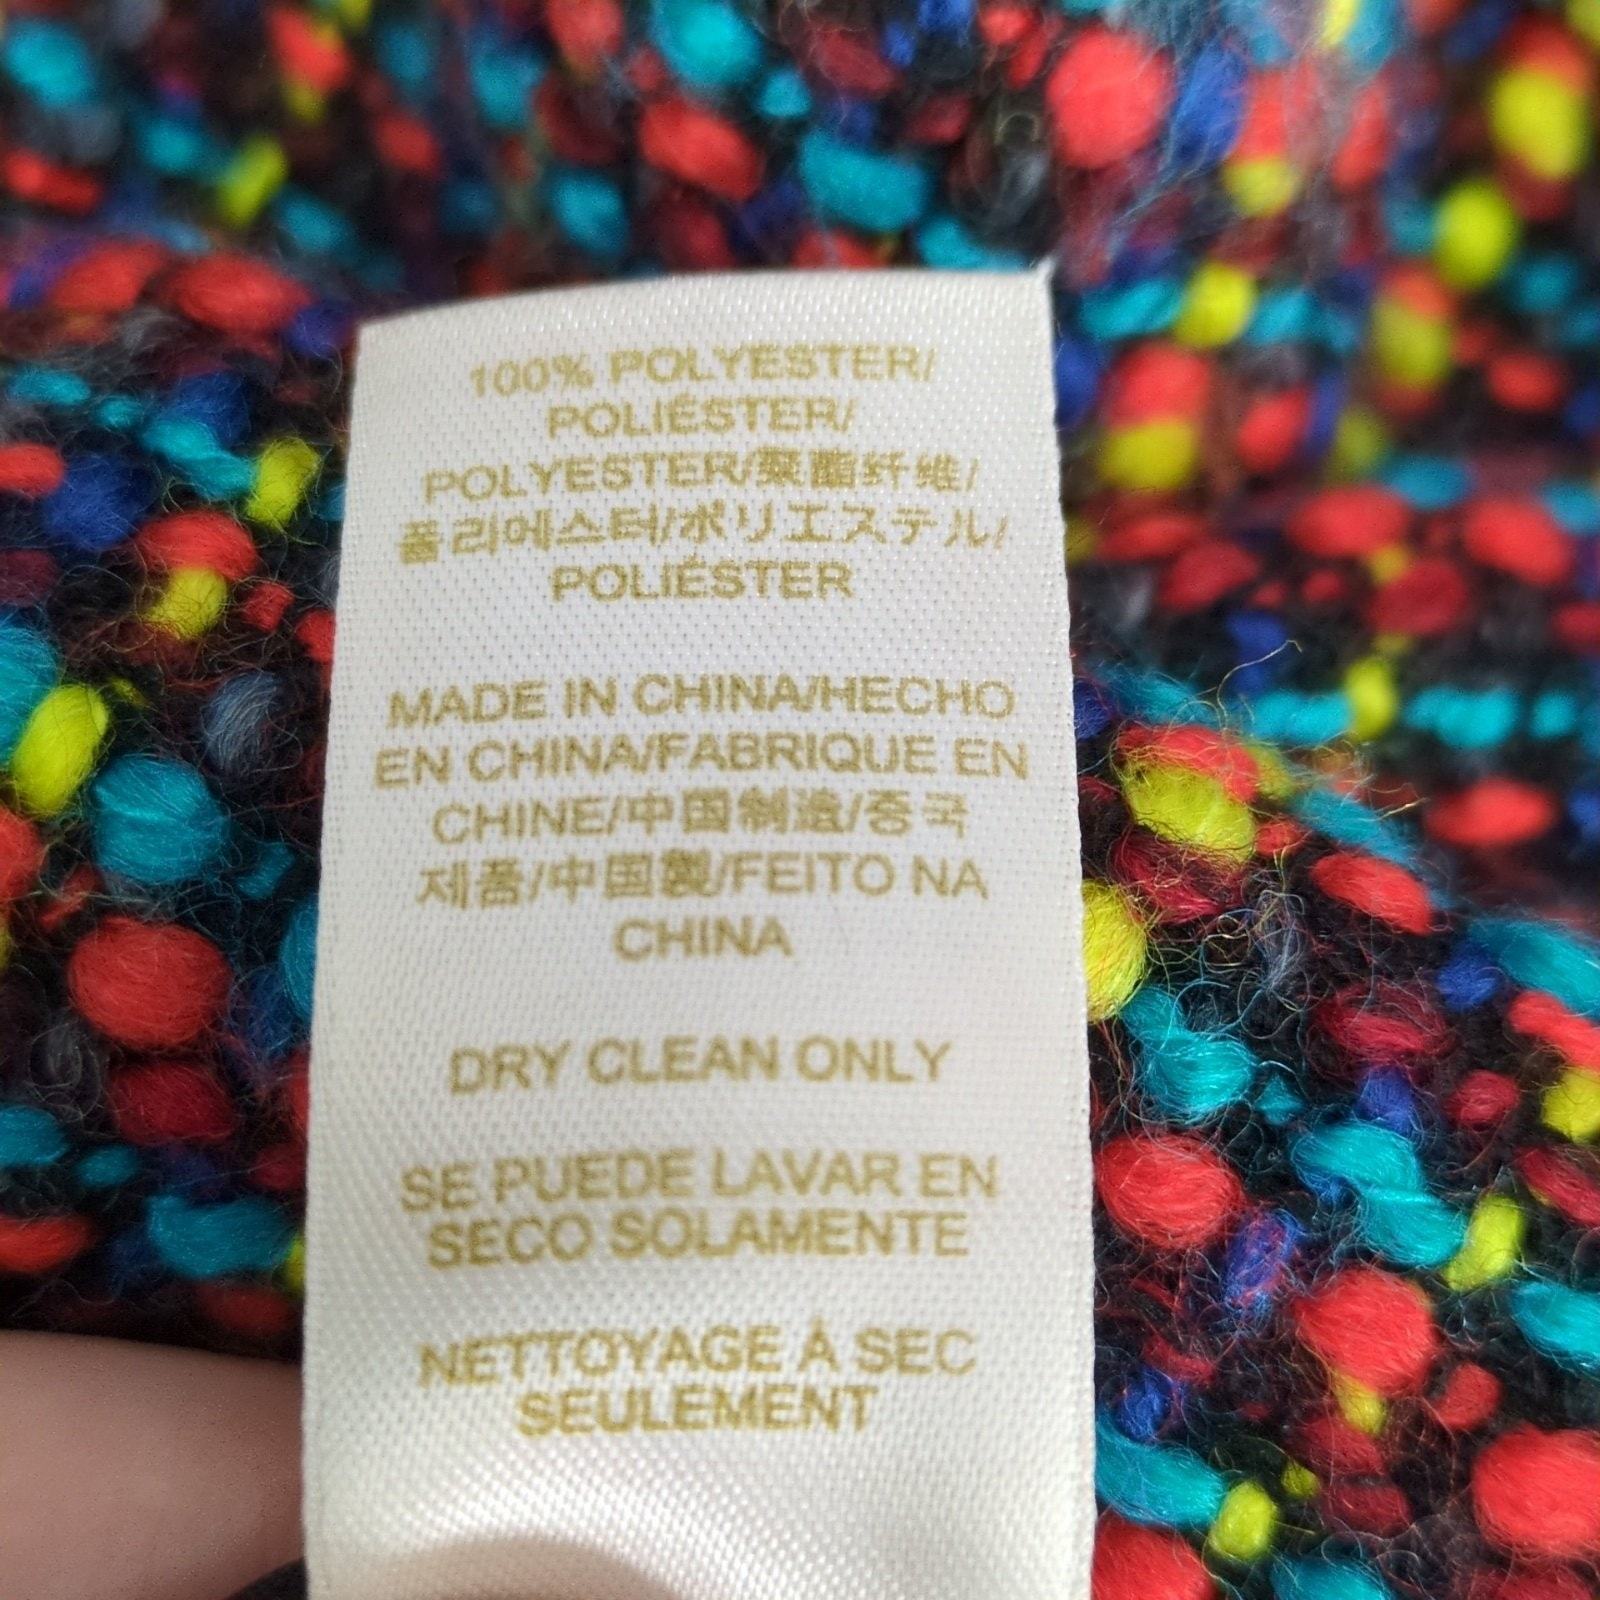 100% POLYESTER/
POLIÉSTER/
POLYESTER/聚酯纤维/
폴리에스터/ポリエステル/
POLIÉSTER
MADE IN CHINA/HECHO
EN CHINA/FABRIQUE EN
CHINE/中国制造/중국
제품/中国製/FEITO NA
CHINA
DRY CLEAN ONLY
SE PUEDE LAVAR EN
SECO SOLAMENTE
NETTOYAGE À SEC
SEULEMENT